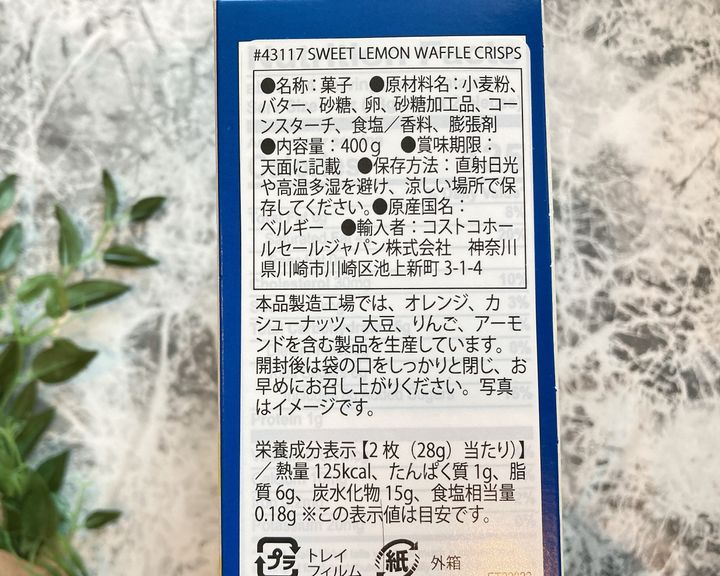 #43117 SWEET LEMON WAFFLE CRISPS
●名称：菓子　●原材料名：小麦粉、
バター、砂糖、卵、砂糖加工品、コー
ンスターチ、食塩／香料、膨張剤
●内容量：400g　●賞味期限：
天面に記載　●保存方法：直射日光
や高温多湿を避け、涼しい場所で保
存してください。●原産国名：
ベルギー　●輸入者：コストコホー
ルセールジャパン株式会社　神奈川
県川崎市川崎区池上新町 3-1-4
本品製造工場では、オレンジ、カ
シューナッツ、大豆、りんご、アーモ
ンドを含む製品を生産しています。
開封後は袋の口をしっかりと閉じ、お
早めにお召し上がりください。写真
はイメージです。
Protein 1g
栄養成分表示【2 枚（28g）当たり）】
／熱量 125kcal、たんぱく質 1g、脂
質 6g、炭水化物 15g、食塩相当量
0.18g ※この表示値は目安です。
プラ トレイ 紙 外箱
フィルム